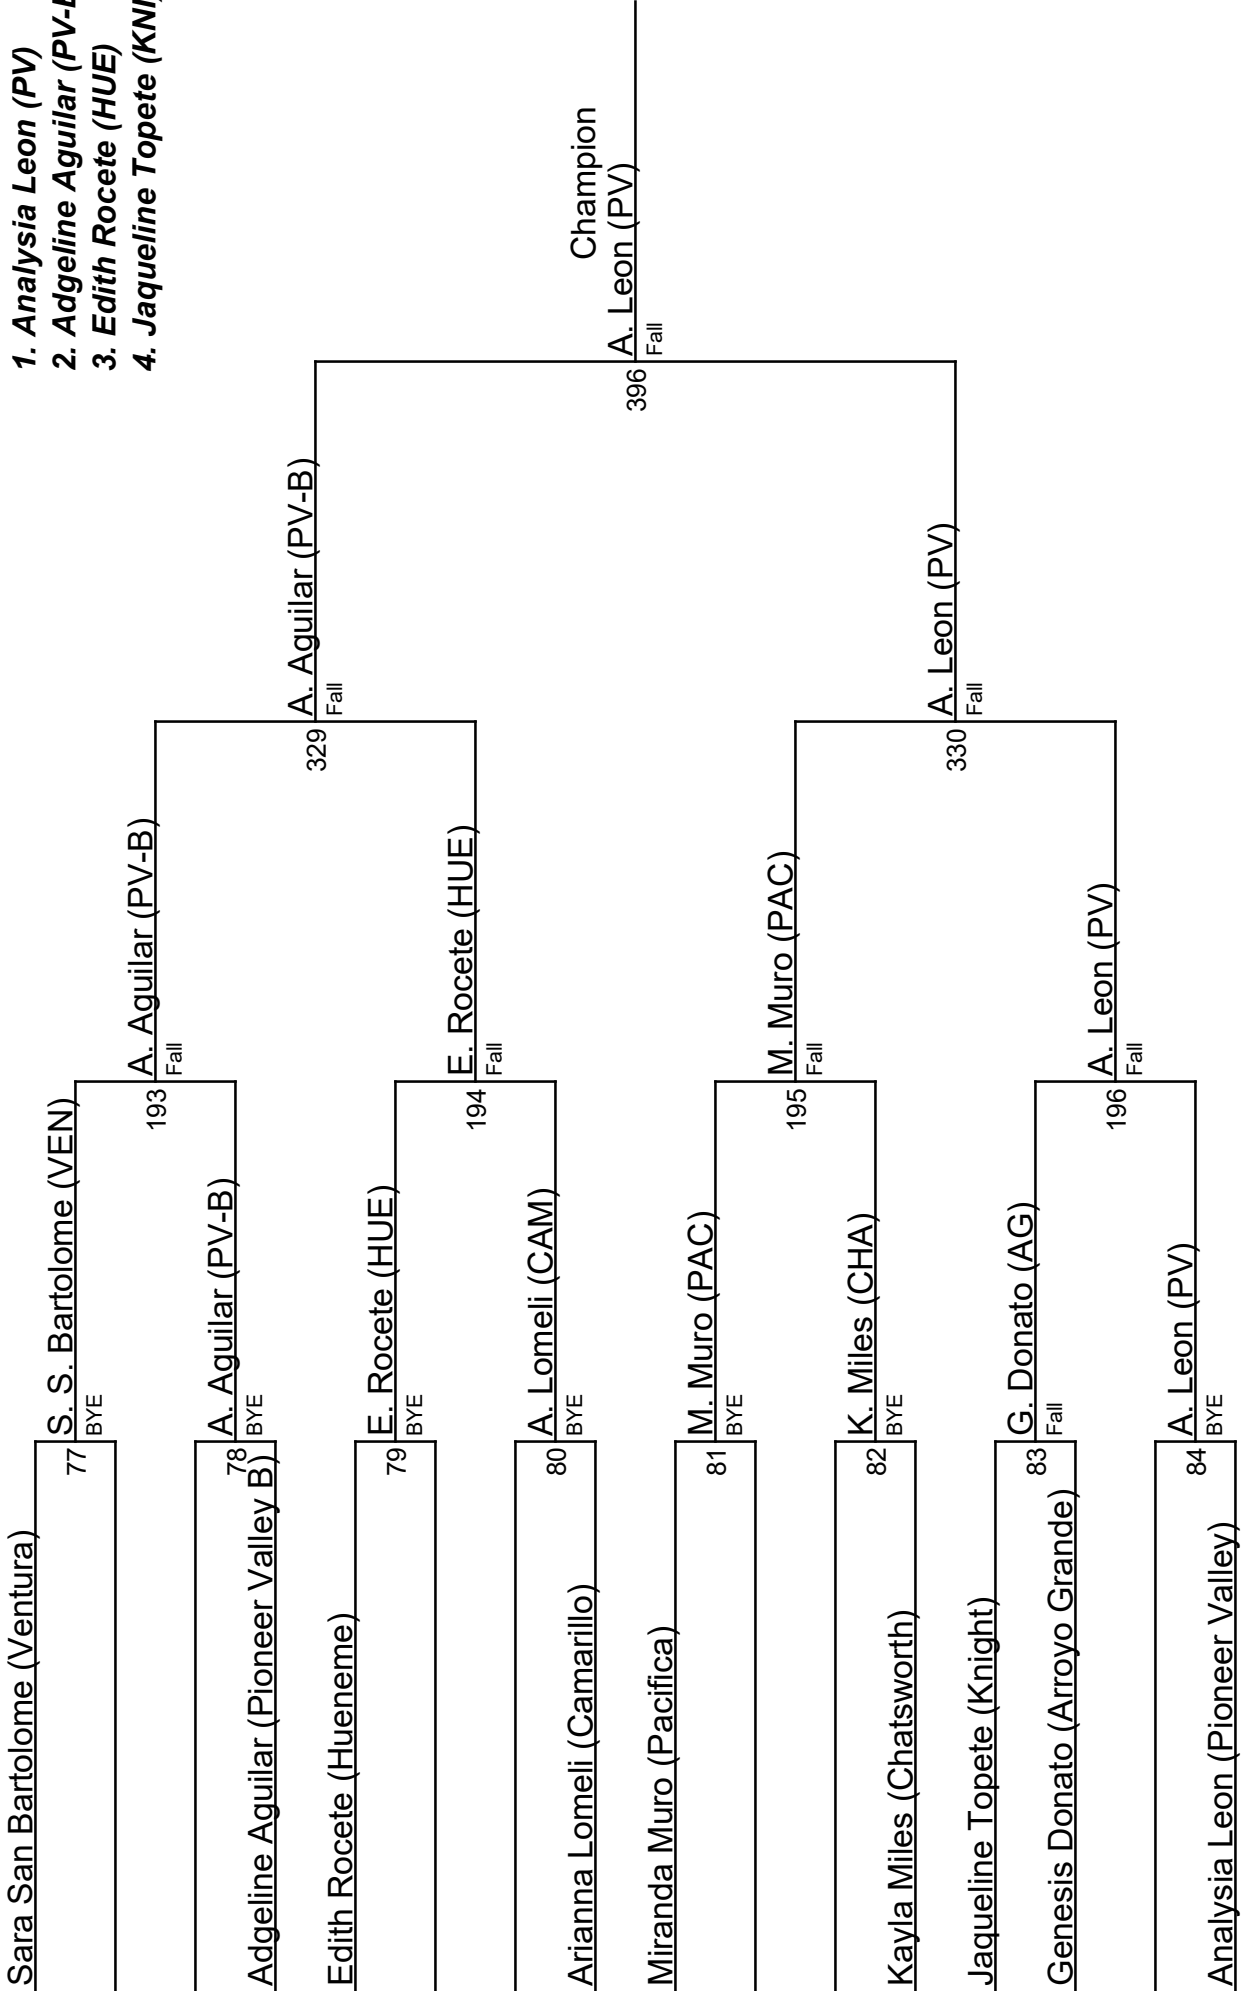 1. Analysia Leon (PV)
2. Adgeline Aguilar (PV-B
3. Edith Rocete (HUE)
4. Jaqueline Topete (KNI)
Sara San Bartolome (Ventura)
Adgeline Aguilar (Pioneer Valley B)
Edith Rocete (Hueneme)
Arianna Lomeli (Camarillo)
Miranda Muro (Pacifica)
Kayla Miles (Chatsworth)
Jaqueline Topete (Knight)
Genesis Donato (Arroyo Grande)
Analysia Leon (Pioneer Valley)
77
S. S. Bartolome (VEN)
BYE
78
A. Aguilar (PV-B)
BYE
79
E. Rocete (HUE)
BYE
80
A. Lomeli (CAM)
BYE
81
M. Muro (PAC)
BYE
82
K. Miles (CHA)
BYE
83
G. Donato (AG)
Fall
84
A. Leon (PV)
BYE
193
A. Aguilar (PV-B)
Fall
194
E. Rocete (HUE)
Fall
195
M. Muro (PAC)
Fall
196
A. Leon (PV)
Fall
329
A. Aguilar (PV-B)
Fall
330
A. Leon (PV)
Fall
396
Champion
A. Leon (PV)
Fall